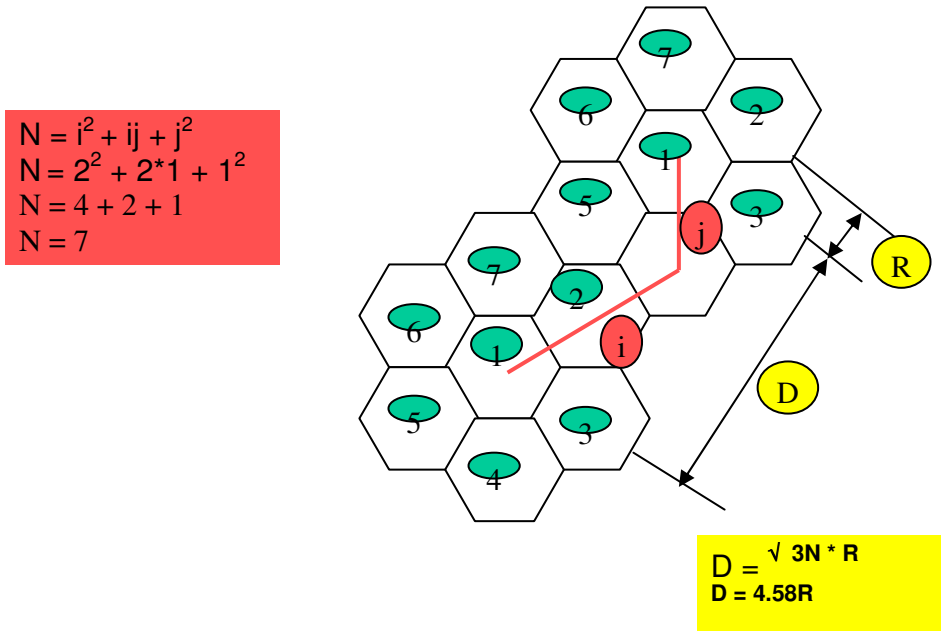 N = i² + ij + j²
N = 2² + 2*1 + 1²
N = 4 + 2 + 1
N = 7
7
6
2
1
5
3
j
7
2
R
6
1
i
D
5
3
4
D = √ 3N * R
D = 4.58R